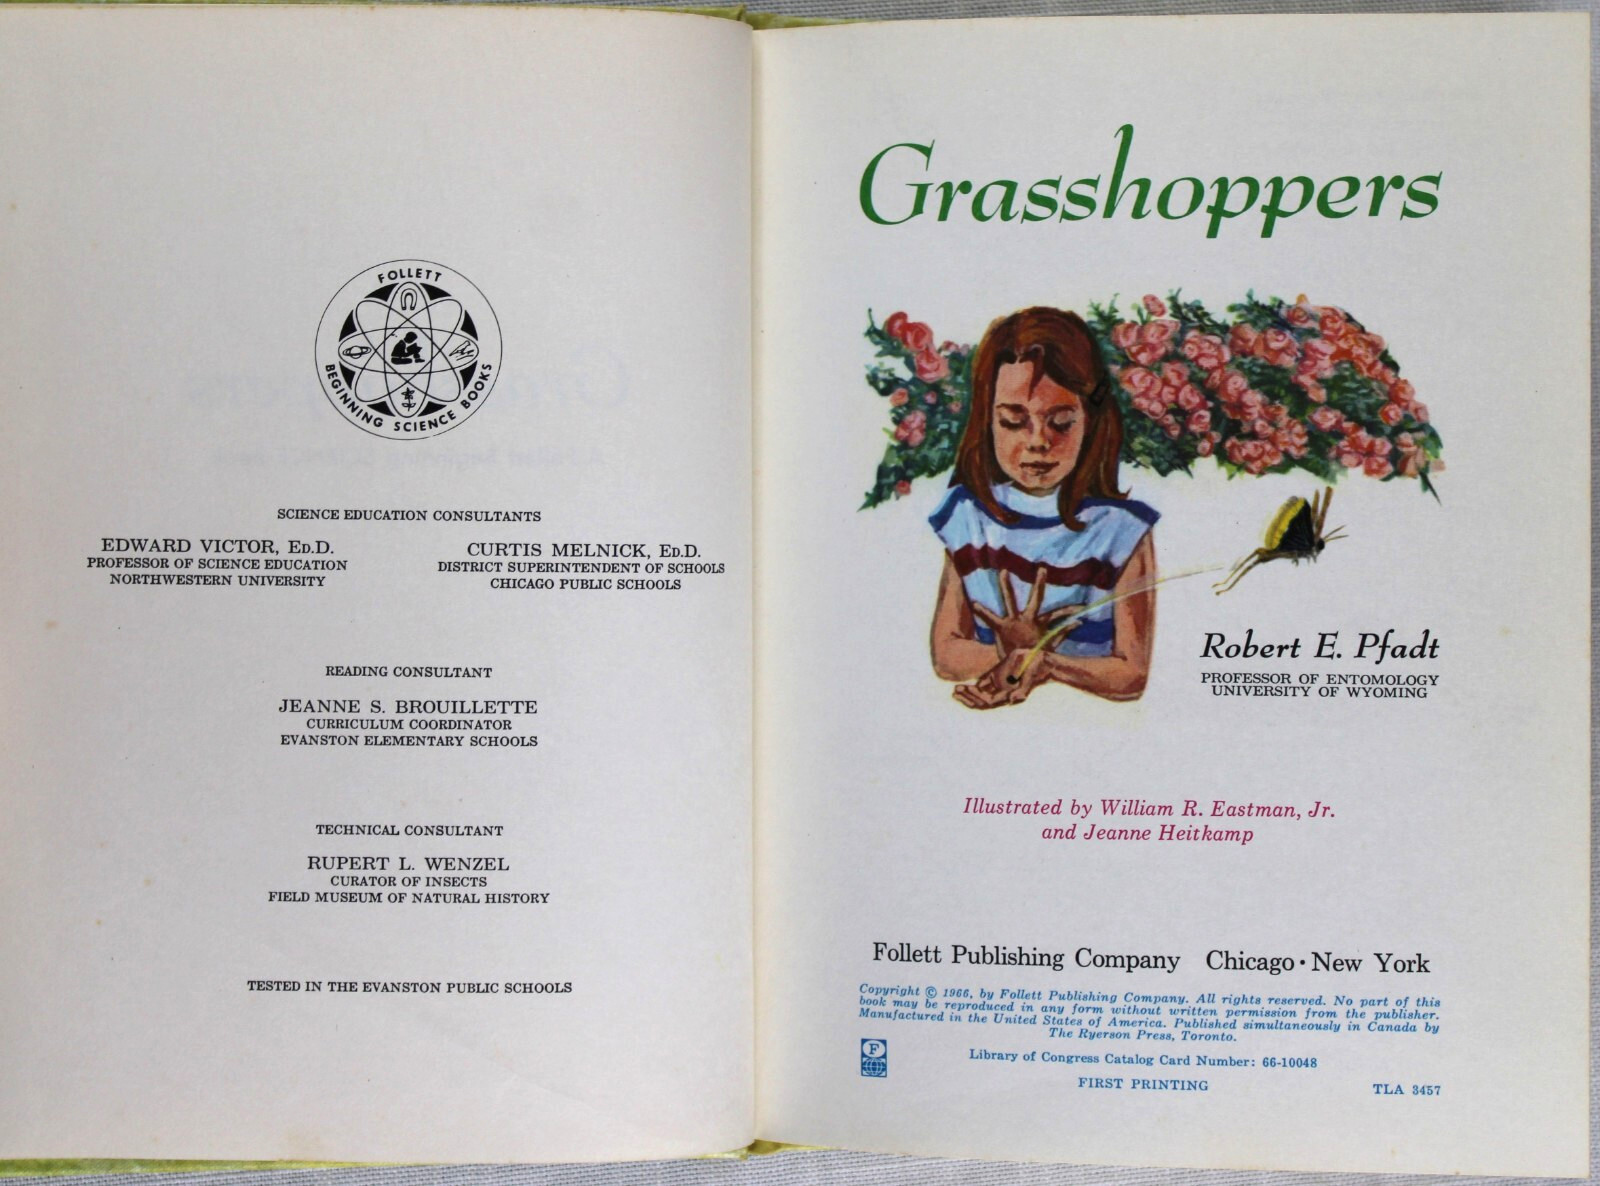 FOLLETT
BEGINNING SCIENCE BOOKS
SCIENCE EDUCATION CONSULTANTS
EDWARD VICTOR, ED.D.
PROFESSOR OF SCIENCE EDUCATION
NORTHWESTERN UNIVERSITY
CURTIS MELNICK, ED.D.
DISTRICT SUPERINTENDENT OF SCHOOLS
CHICAGO PUBLIC SCHOOLS
READING CONSULTANT
JEANNE S. BROUILLETTE
CURRICULUM COORDINATOR
EVANSTON ELEMENTARY SCHOOLS
TECHNICAL CONSULTANT
RUPERT L. WENZEL
CURATOR OF INSECTS
FIELD MUSEUM OF NATURAL HISTORY
TESTED IN THE EVANSTON PUBLIC SCHOOLS
Grasshoppers
Robert E. Pfadt
PROFESSOR OF ENTOMOLOGY
UNIVERSITY OF WYOMING
Illustrated by William R. Eastman, Jr.
and Jeanne Heitkamp
Follett Publishing Company Chicago • New York
Copyright © 1966, by Follett Publishing Company. All rights reserved. No part of this
book may be reproduced in any form without written permission from the publisher.
Manufactured in the United States of America. Published simultaneously in Canada by
The Ryerson Press, Toronto.
F
Library of Congress Catalog Card Number: 66-10048
FIRST PRINTING
TLA 3457